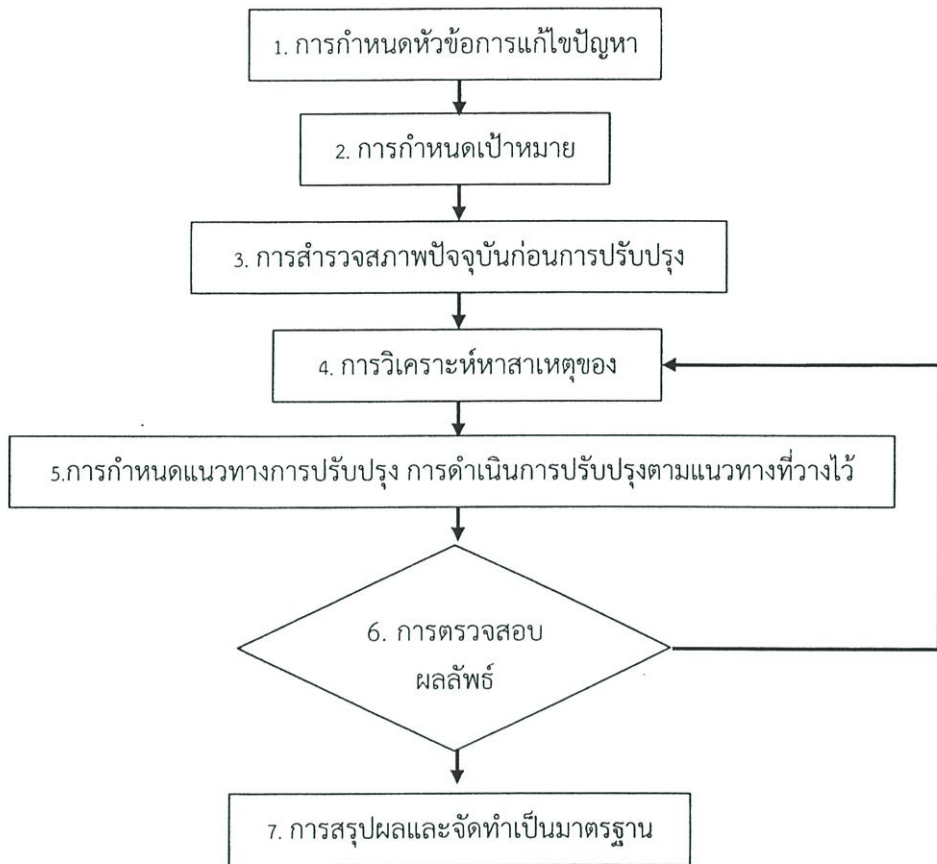 1. การกำหนดหัวข้อการแก้ไขปัญหา
2. การกำหนดเป้าหมาย
3. การสำรวจสภาพปัจจุบันก่อนการปรับปรุง
4. การวิเคราะห์หาสาเหตุของ
5.การกำหนดแนวทางการปรับปรุง การดำเนินการปรับปรุงตามแนวทางที่วางไว้
6. การตรวจสอบ
ผลลัพธ์
7. การสรุปผลและจัดทำเป็นมาตรฐาน